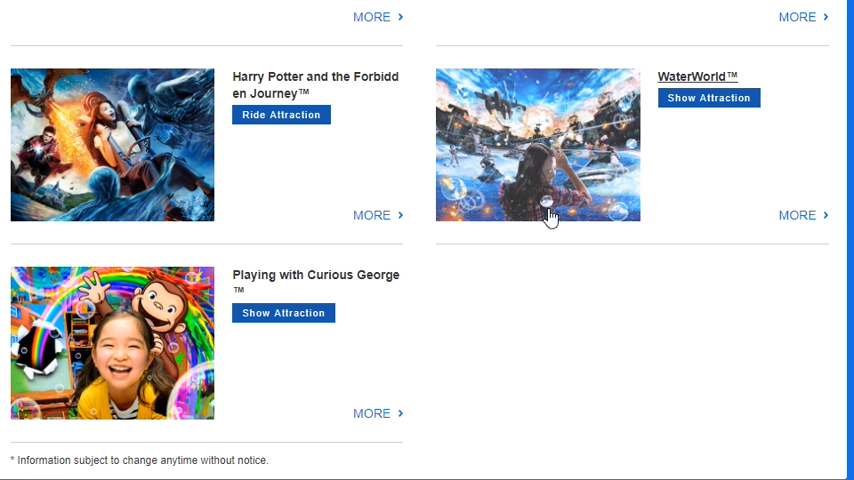 MORE >
MORE >
Harry Potter and the Forbidd
en Journey™
Ride Attraction
MORE >
WaterWorld™
Show Attraction
MORE >
Playing with Curious George
™
Show Attraction
MORE >
* Information subject to change anytime without notice.